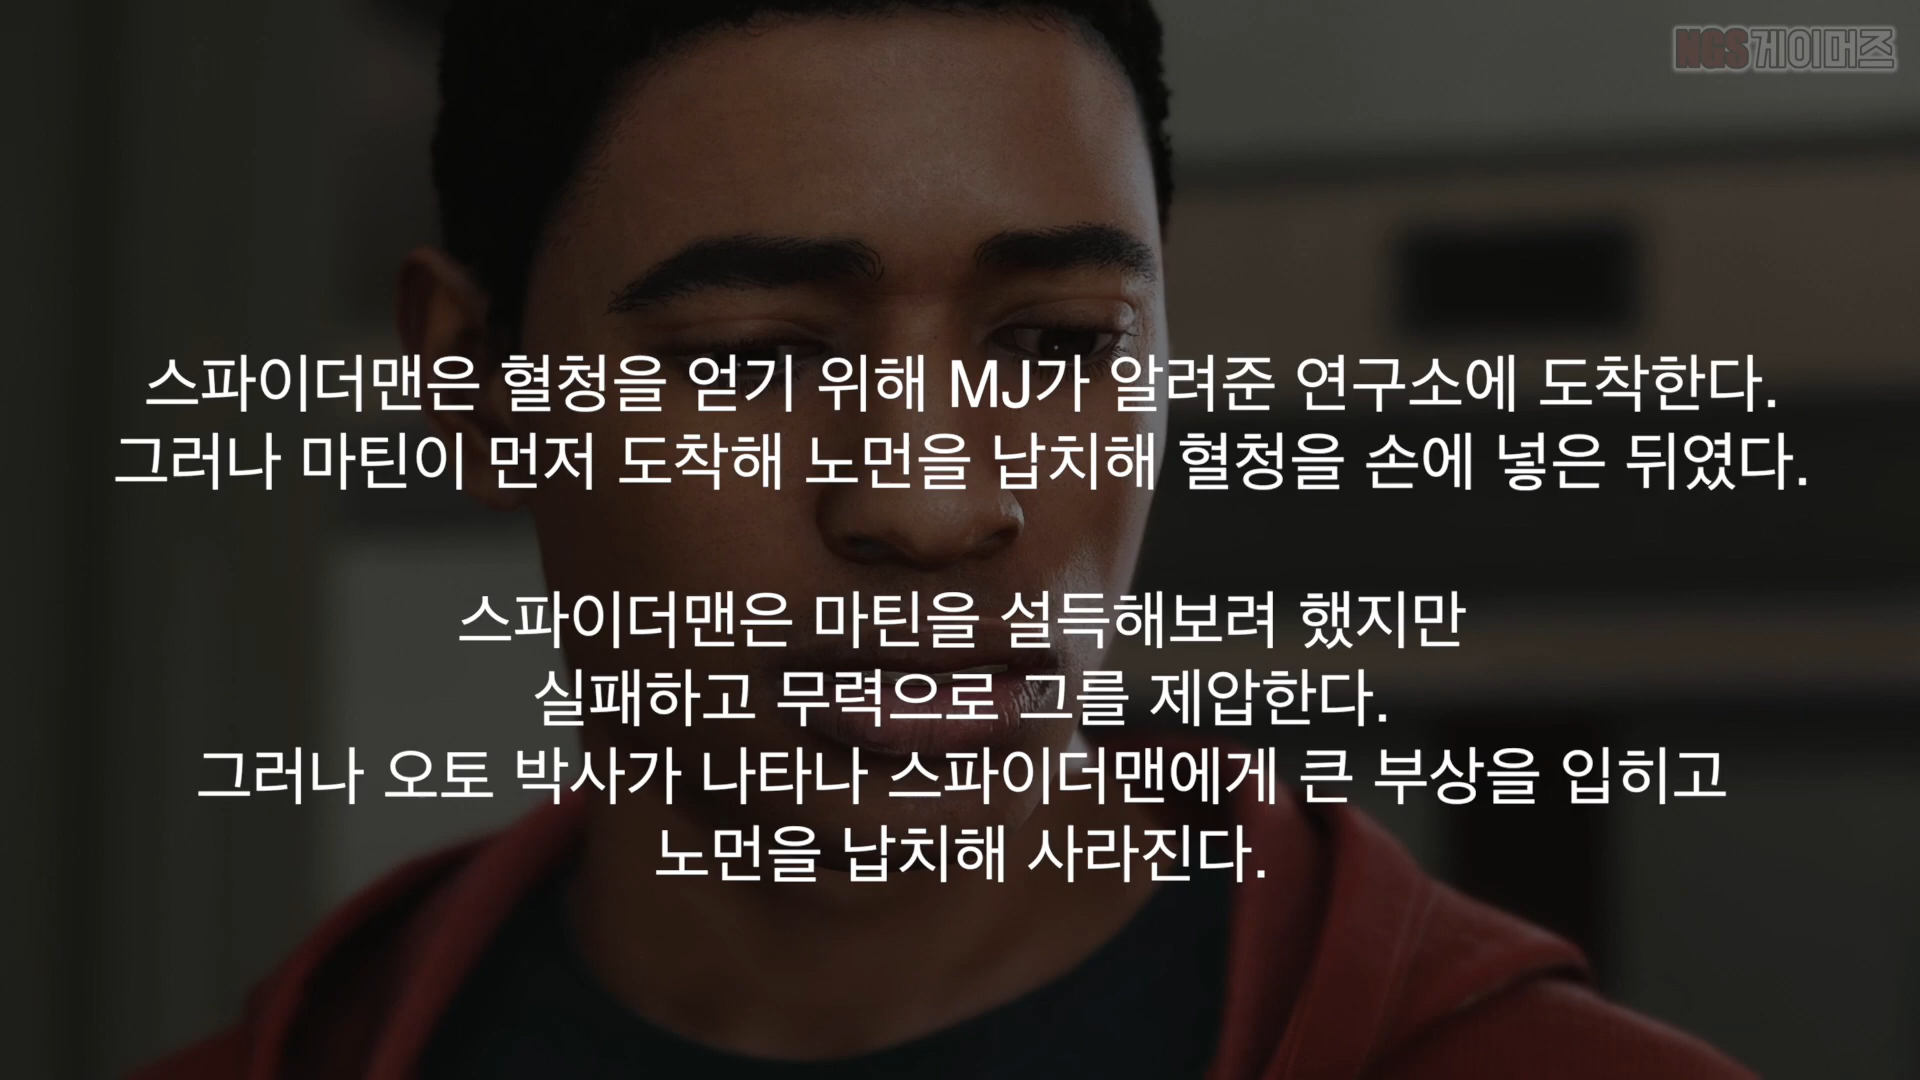 NGS게이머즈
스파이더맨은 혈청을 얻기 위해 MJ가 알려준 연구소에 도착한다.
그러나 마틴이 먼저 도착해 노먼을 납치해 혈청을 손에 넣은 뒤였다.
스파이더맨은 마틴을 설득해보려 했지만
실패하고 무력으로 그를 제압한다.
그러나 오토 박사가 나타나 스파이더맨에게 큰 부상을 입히고
노먼을 납치해 사라진다.